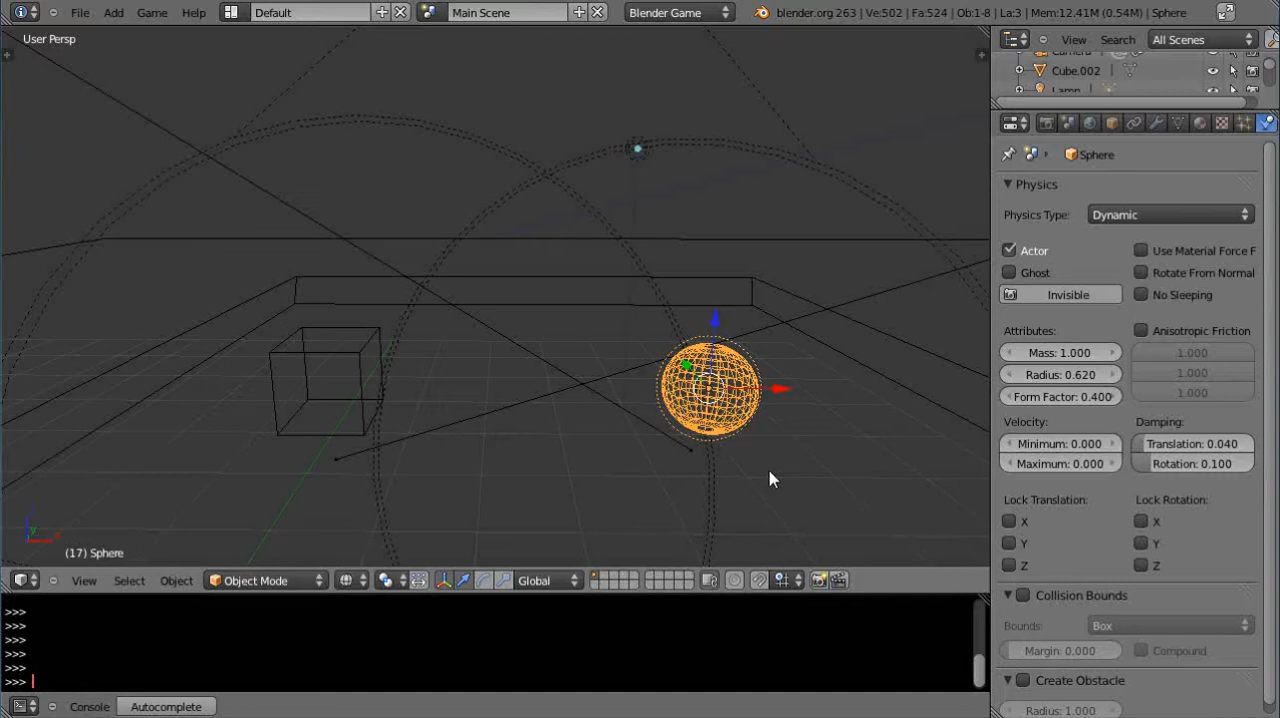 File Add Game Help Default Main Scene Blender Game blender.org 263 | Ve:502 | Fa:524 | Ob:1-8 | La:3 | Mem:12.41M (0.54M) | Sphere
User Persp
View Search All Scenes
Camera
Cube.002
Lamp
Sphere
Physics
Physics Type: Dynamic
Actor Use Material Force F
Ghost Rotate From Normal
Invisible No Sleeping
Attributes: Anisotropic Friction
Mass: 1.000 1.000
Radius: 0.620 1.000
Form Factor: 0.400 1.000
Velocity: Damping:
Minimum: 0.000 Translation: 0.040
Maximum: 0.000 Rotation: 0.100
Lock Translation: Lock Rotation:
X X
Y Y
Z Z
y
(17) Sphere
View Select Object Object Mode Global
Collision Bounds
Bounds: Box
Margin: 0.000 Compound
Create Obstacle
Radius: 1.000
>>>
>>>
>>>
>>>
>>>
>>>
Console Autocomplete